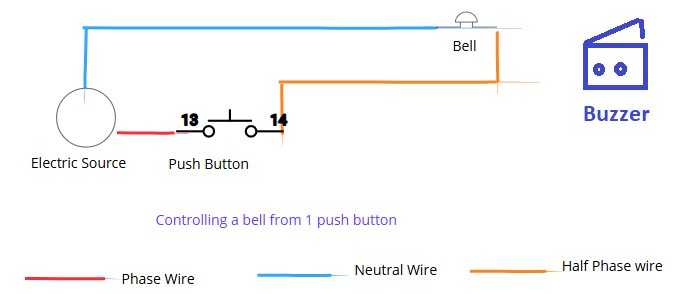 Bell
Buzzer
13
14
Electric Source
Push Button
Controlling a bell from 1 push button
Phase Wire
Neutral Wire
Half Phase wire